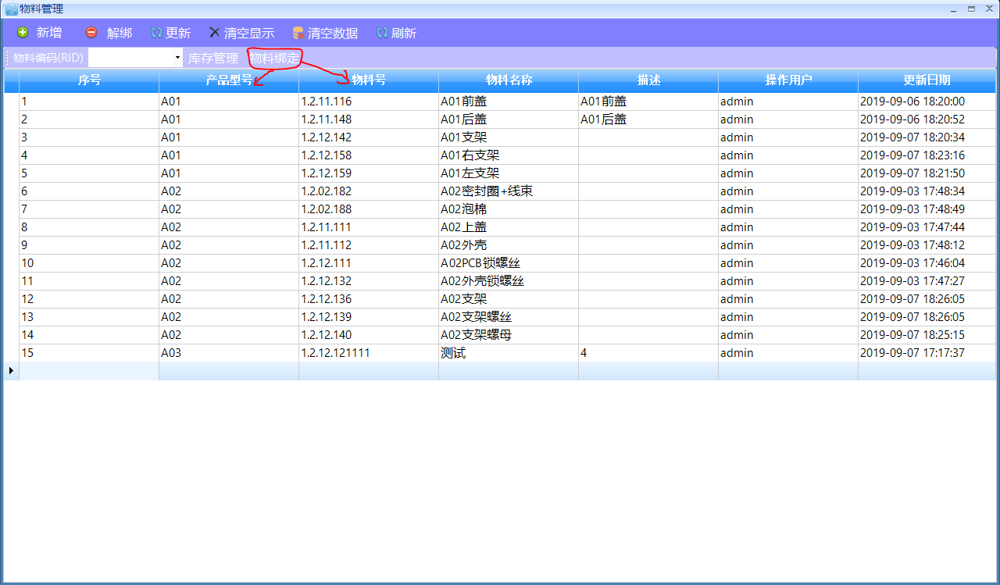 物料管理
新增 解绑 更新 清空显示 清空数据 刷新
物料编码(RID) 库存管理 物料绑定
序号 产品型号 物料号 物料名称 描述 操作用户 更新日期
1 A01 1.2.11.116 A01前盖 A01前盖 admin 2019-09-06 18:20:00
2 A01 1.2.11.148 A01后盖 A01后盖 admin 2019-09-06 18:20:52
3 A01 1.2.12.142 A01支架 admin 2019-09-07 18:20:34
4 A01 1.2.12.158 A01右支架 admin 2019-09-07 18:23:16
5 A01 1.2.12.159 A01左支架 admin 2019-09-07 18:21:50
6 A02 1.2.02.182 A02密封圈+线束 admin 2019-09-03 17:48:34
7 A02 1.2.02.188 A02泡棉 admin 2019-09-03 17:48:49
8 A02 1.2.11.111 A02上盖 admin 2019-09-03 17:47:44
9 A02 1.2.11.112 A02外壳 admin 2019-09-03 17:48:12
10 A02 1.2.12.111 A02PCB锁螺丝 admin 2019-09-03 17:46:04
11 A02 1.2.12.132 A02外壳锁螺丝 admin 2019-09-03 17:47:27
12 A02 1.2.12.136 A02支架 admin 2019-09-07 18:26:05
13 A02 1.2.12.139 A02支架螺丝 admin 2019-09-07 18:26:05
14 A02 1.2.12.140 A02支架螺母 admin 2019-09-07 18:25:15
15 A03 1.2.12.121111 测试 4 admin 2019-09-07 17:17:37